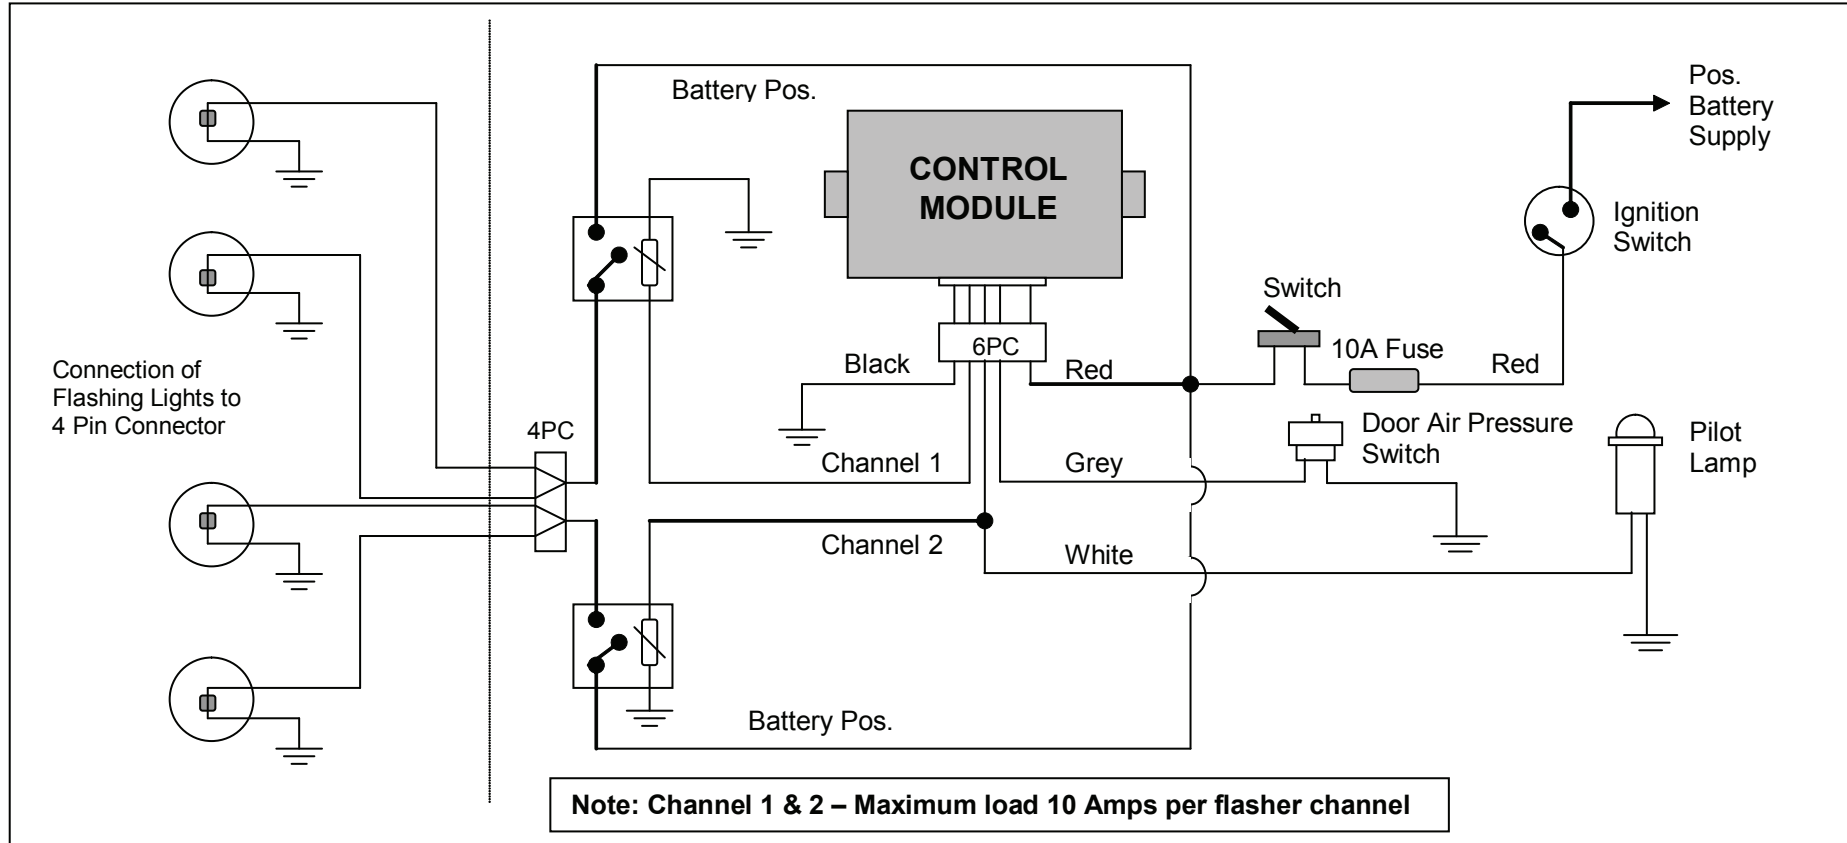 Battery Pos.
CONTROL
MODULE
Pos.
Battery
Supply
Ignition
Switch
Switch
10A Fuse
Red
6PC
Black
Red
Connection of
Flashing Lights to
4 Pin Connector
4PC
Door Air Pressure
Switch
Pilot
Lamp
Channel 1
Grey
Channel 2
White
Battery Pos.
Note: Channel 1 & 2 – Maximum load 10 Amps per flasher channel